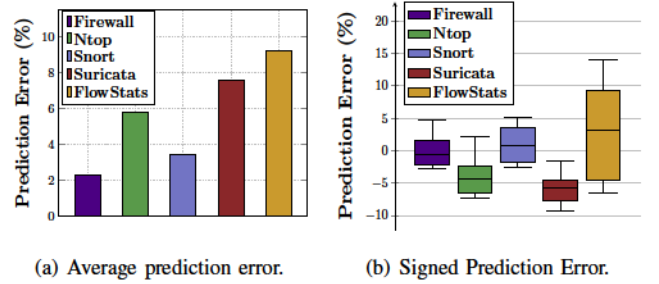 Prediction Error (%)
10
8
6
4
2
0
Firewall
Ntop
Snort
Suricata
FlowStats
(a) Average prediction error.
Prediction Error (%)
20
15
10
5
0
−5
−10
Firewall
Ntop
Snort
Suricata
FlowStats
(b) Signed Prediction Error.